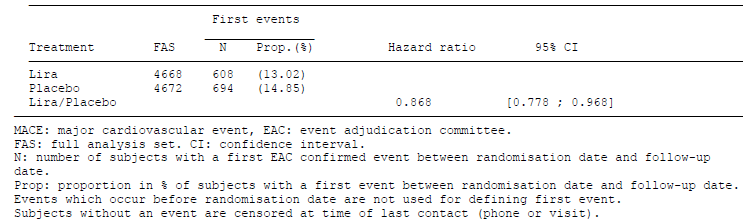 First events
Treatment FAS N Prop.(%) Hazard ratio 95% CI
Lira 4668 608 (13.02)
Placebo 4672 694 (14.85)
Lira/Placebo 0.868 [0.778 ; 0.968]
MACE: major cardiovascular event, EAC: event adjudication committee.
FAS: full analysis set. CI: confidence interval.
N: number of subjects with a first EAC confirmed event between randomisation date and follow-up
date.
Prop: proportion in % of subjects with a first event between randomisation date and follow-up date.
Events which occur before randomisation date are not used for defining first event.
Subjects without an event are censored at time of last contact (phone or visit).